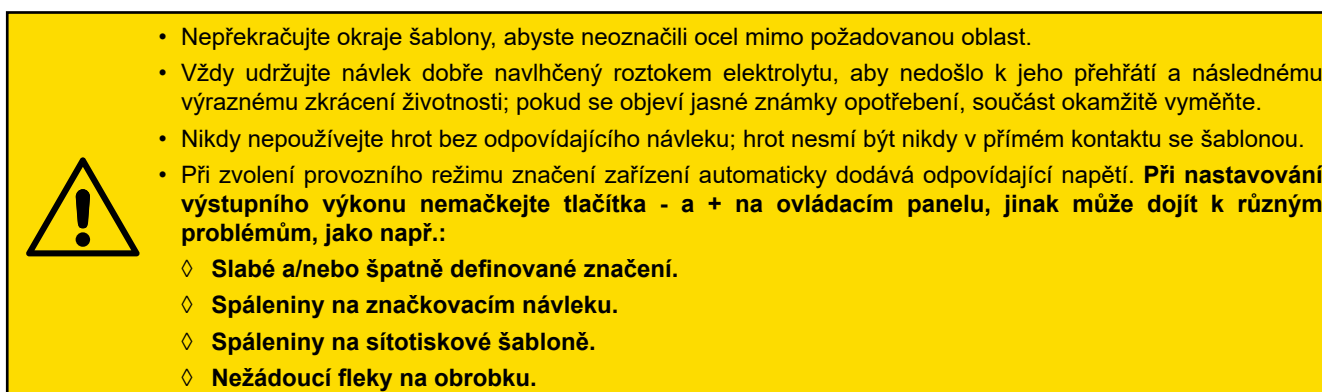 • Nepřekračujte okraje šablony, abyste neoznačili ocel mimo požadovanou oblast.
• Vždy udržujte návlek dobře navlhčený roztokem elektrolytu, aby nedošlo k jeho přehřátí a následnému
výraznému zkrácení životnosti; pokud se objeví jasné známky opotřebení, součást okamžitě vyměňte.
• Nikdy nepoužívejte hrot bez odpovídajícího návleku; hrot nesmí být nikdy v přímém kontaktu se šablonou.
• Při zvolení provozního režimu značení zařízení automaticky dodává odpovídající napětí. Při nastavování
výstupního výkonu nemačkejte tlačítka - a + na ovládacím panelu, jinak může dojít k různým
problémům, jako např.:
◊ Slabé a/nebo špatně definované značení.
◊ Spáleniny na značkovacím návleku.
◊ Spáleniny na sítotiskové šabloně.
◊ Nežádoucí fleky na obrobku.